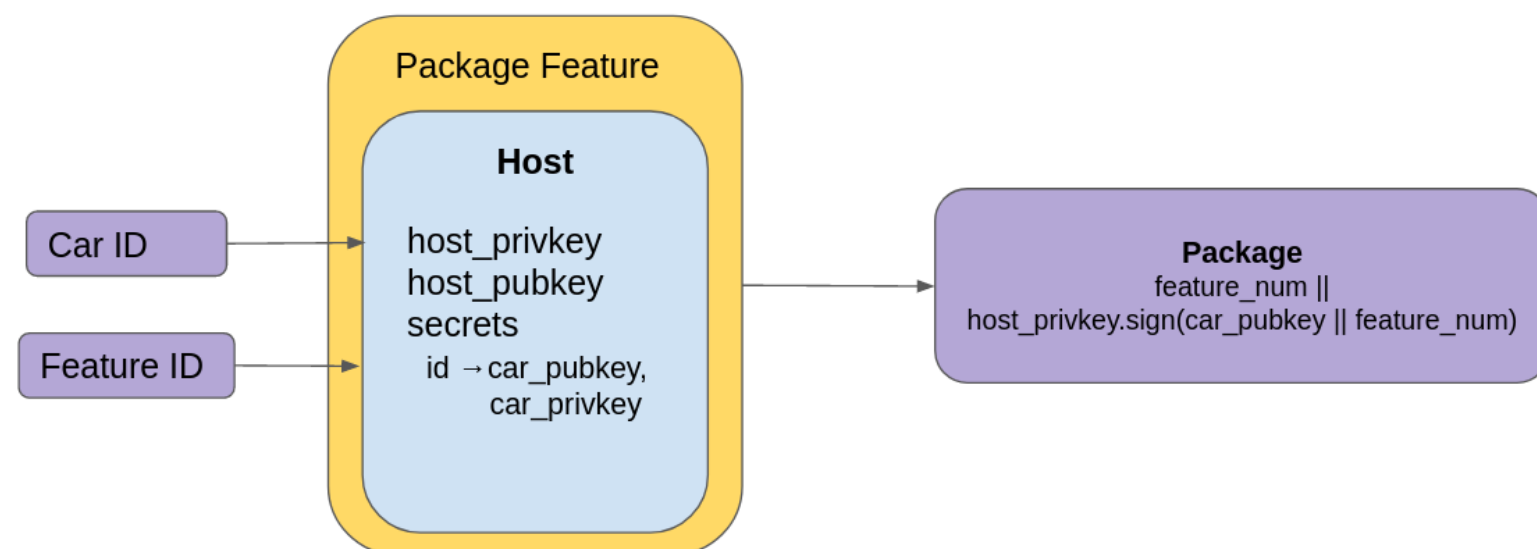 Package Feature
Host
Car ID
Feature ID
host_privkey
host_pubkey
secrets
id →car_pubkey,
car_privkey
Package
feature_num ||
host_privkey.sign(car_pubkey || feature_num)